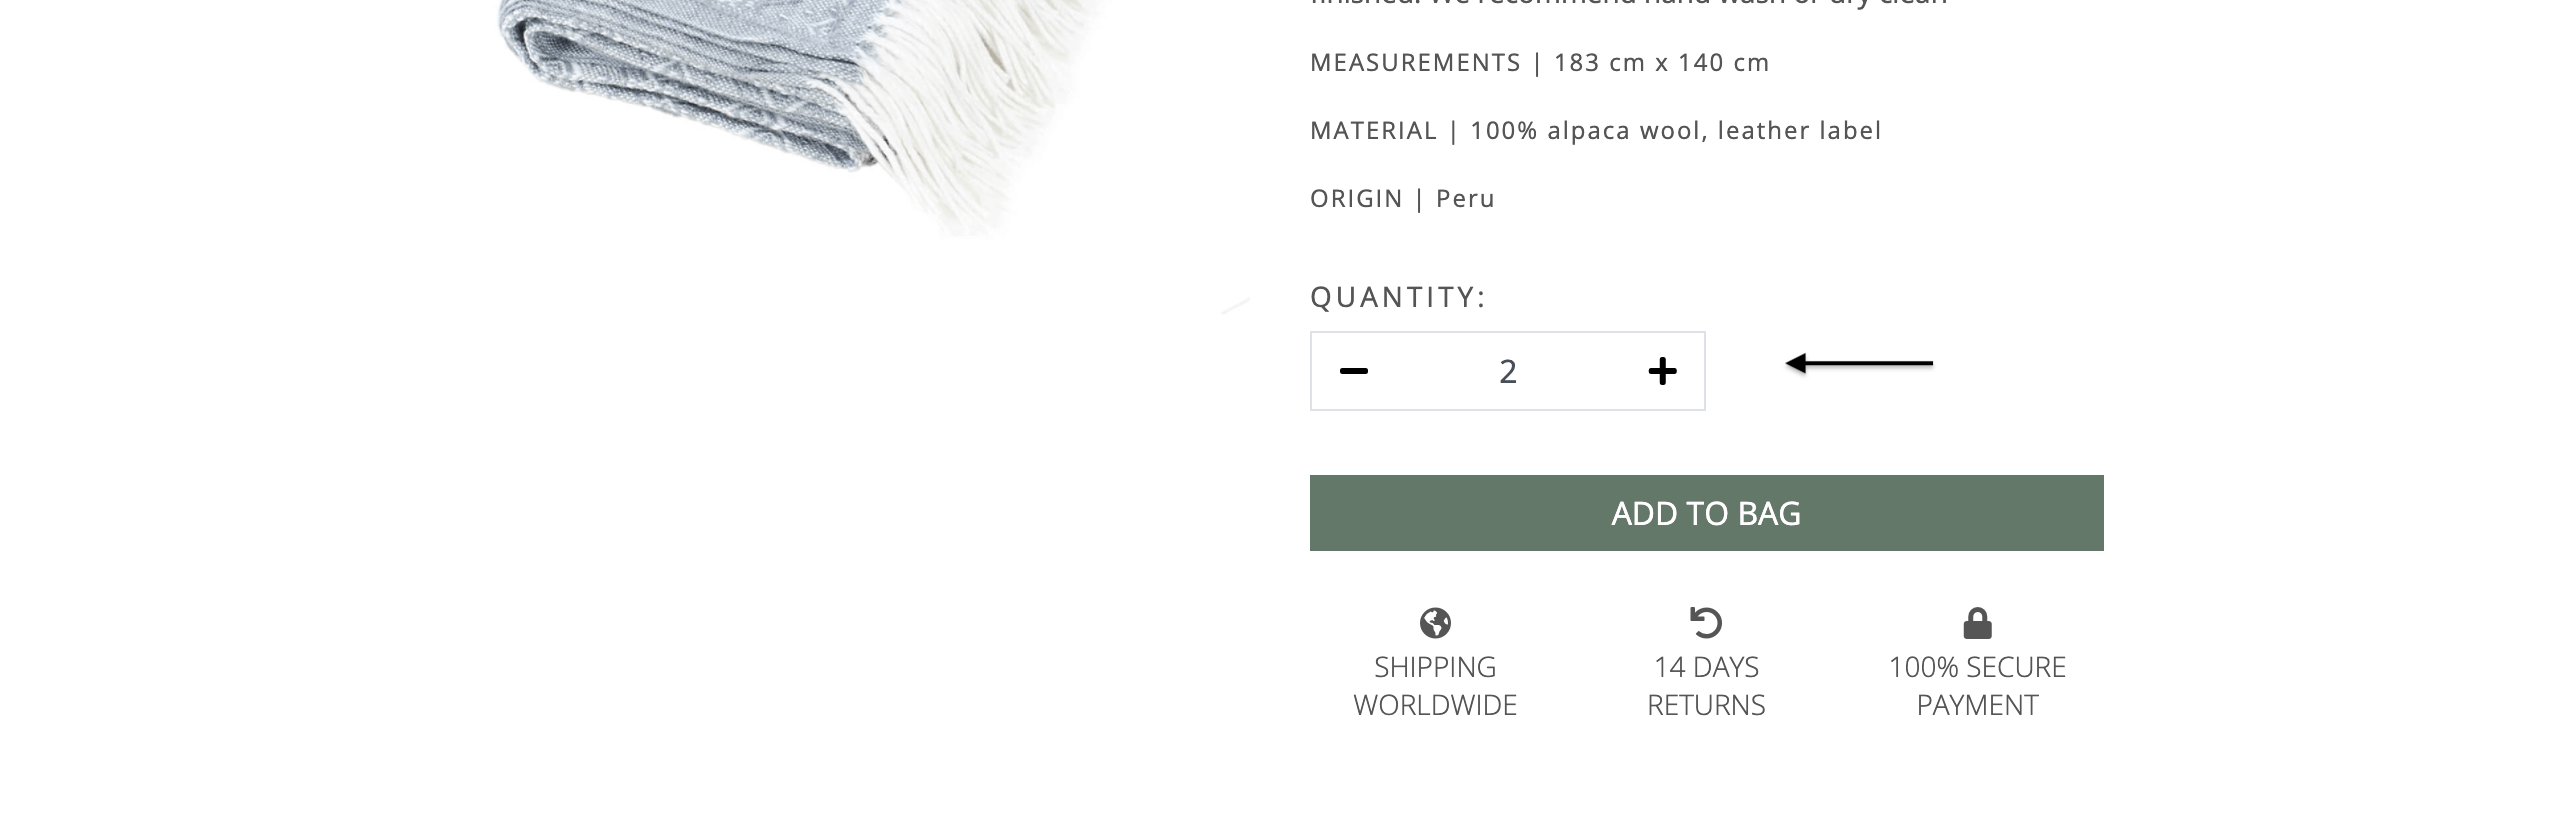 finished. We recommend hand wash or dry clean
MEASUREMENTS | 183 cm x 140 cm
MATERIAL | 100% alpaca wool, leather label
ORIGIN | Peru
QUANTITY:
2
ADD TO BAG
SHIPPING
WORLDWIDE
14 DAYS
RETURNS
100% SECURE
PAYMENT